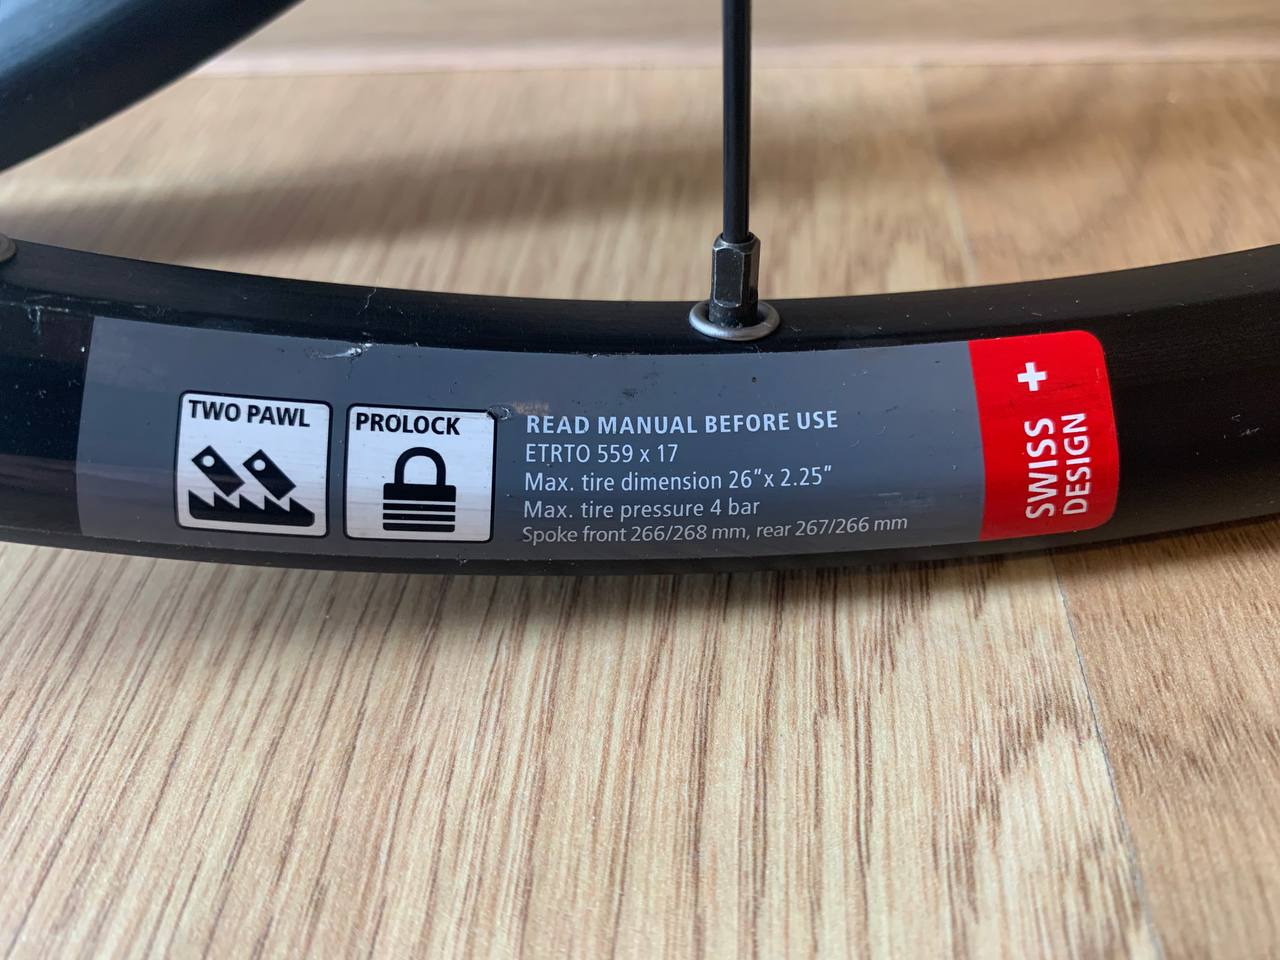 TWO PAWL
PROLOCK
READ MANUAL BEFORE USE
ETRTO 559 x 17
Max. tire dimension 26"x 2.25"
Max. tire pressure 4 bar
Spoke front 266/268 mm, rear 267/266 mm
SWISS
DESIGN